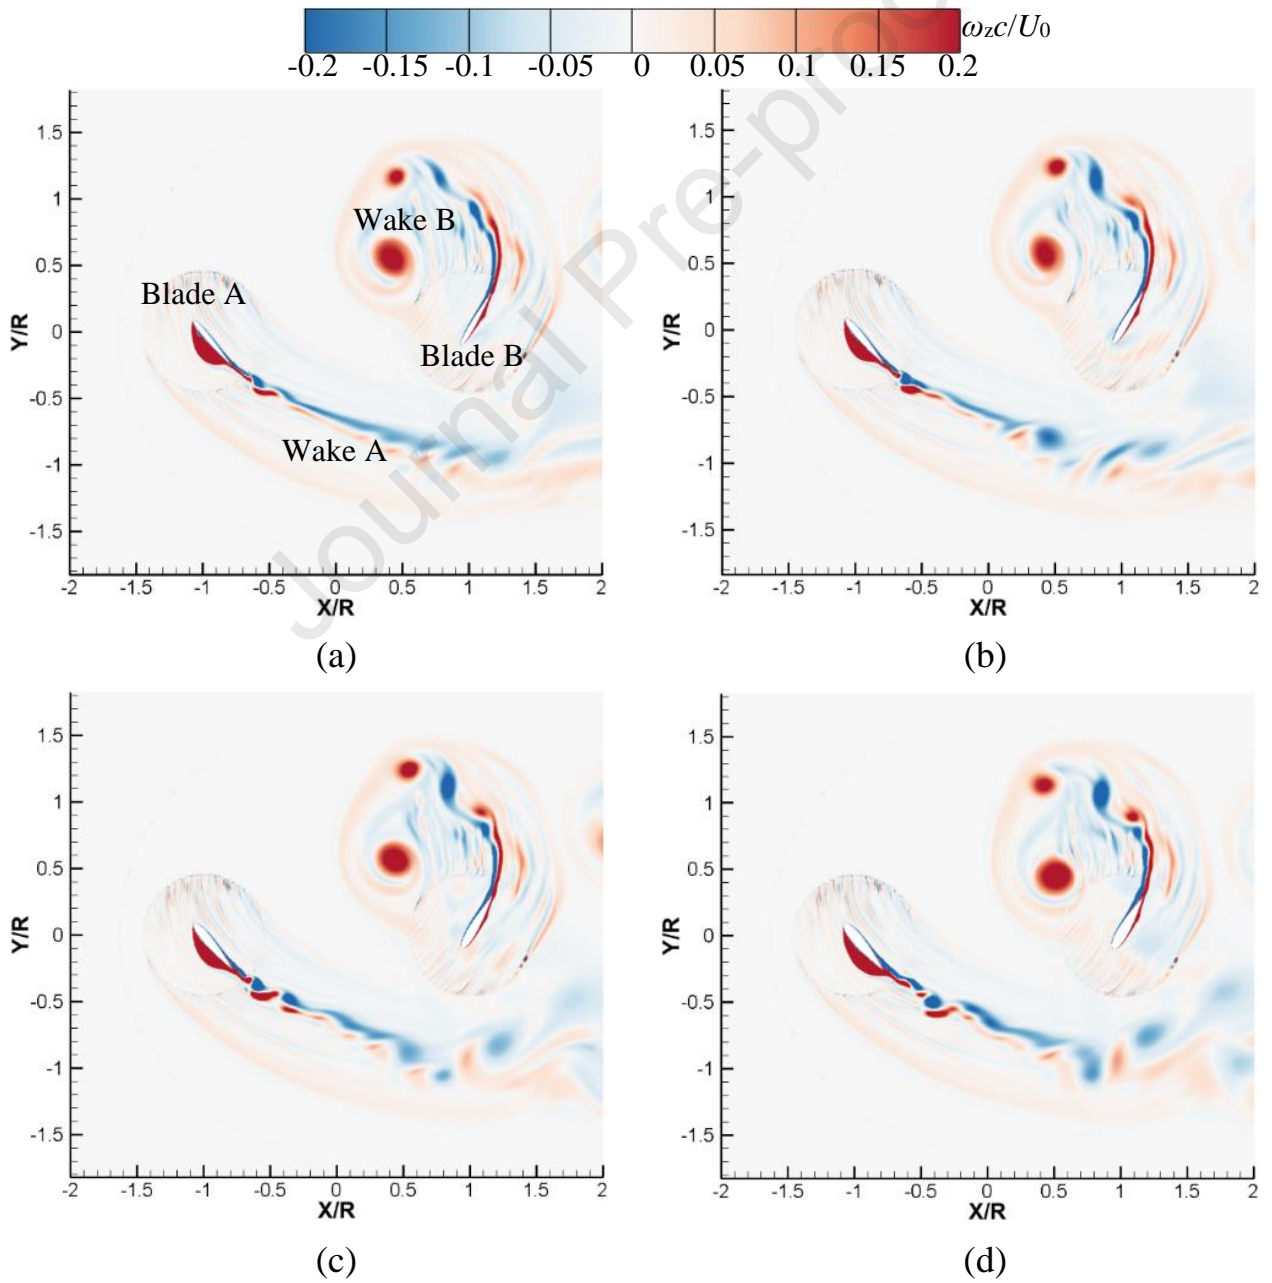 ωzc/U0
-0.2 -0.15 -0.1 -0.05 0 0.05 0.1 0.15 0.2
Journal Pre-proo
1.5
1
0.5
0
-0.5
-1
-1.5
Y/R
Wake B
Blade A
Blade B
Wake A
-2 -1.5 -1 -0.5 0 0.5 1 1.5 2
X/R
(a)
1.5
1
0.5
0
-0.5
-1
-1.5
Y/R
-2 -1.5 -1 -0.5 0 0.5 1 1.5 2
X/R
(b)
1.5
1
0.5
0
-0.5
-1
-1.5
Y/R
-2 -1.5 -1 -0.5 0 0.5 1 1.5 2
X/R
(c)
1.5
1
0.5
0
-0.5
-1
-1.5
Y/R
-2 -1.5 -1 -0.5 0 0.5 1 1.5 2
X/R
(d)